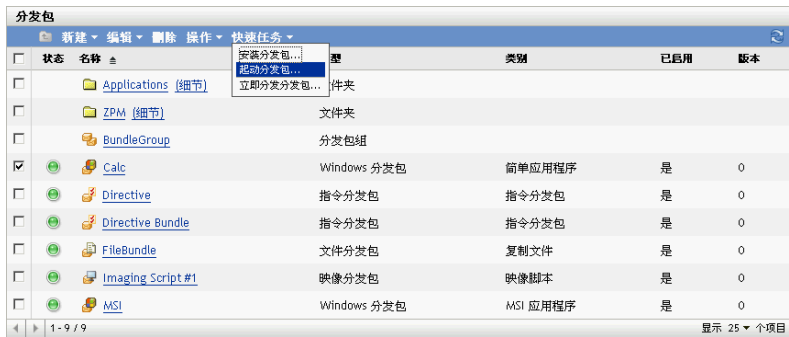 分发包
新建 编辑 删除 操作 快速任务
安装分发包...
起动分发包...
立即分发分发包...
状态 名称 型 类别 已启用 版本
Applications (细节) 文件夹
ZPM (细节) 文件夹
BundleGroup 分发包组
Calc Windows 分发包 简单应用程序 是 0
Directive 指令分发包 指令分发包 是 0
Directive Bundle 指令分发包 指令分发包 是 0
FileBundle 文件分发包 复制文件 是 0
Imaging Script #1 映像分发包 映像脚本 是 0
MSI Windows 分发包 MSI 应用程序 是 0
1 - 9 / 9 显示 25 个项目